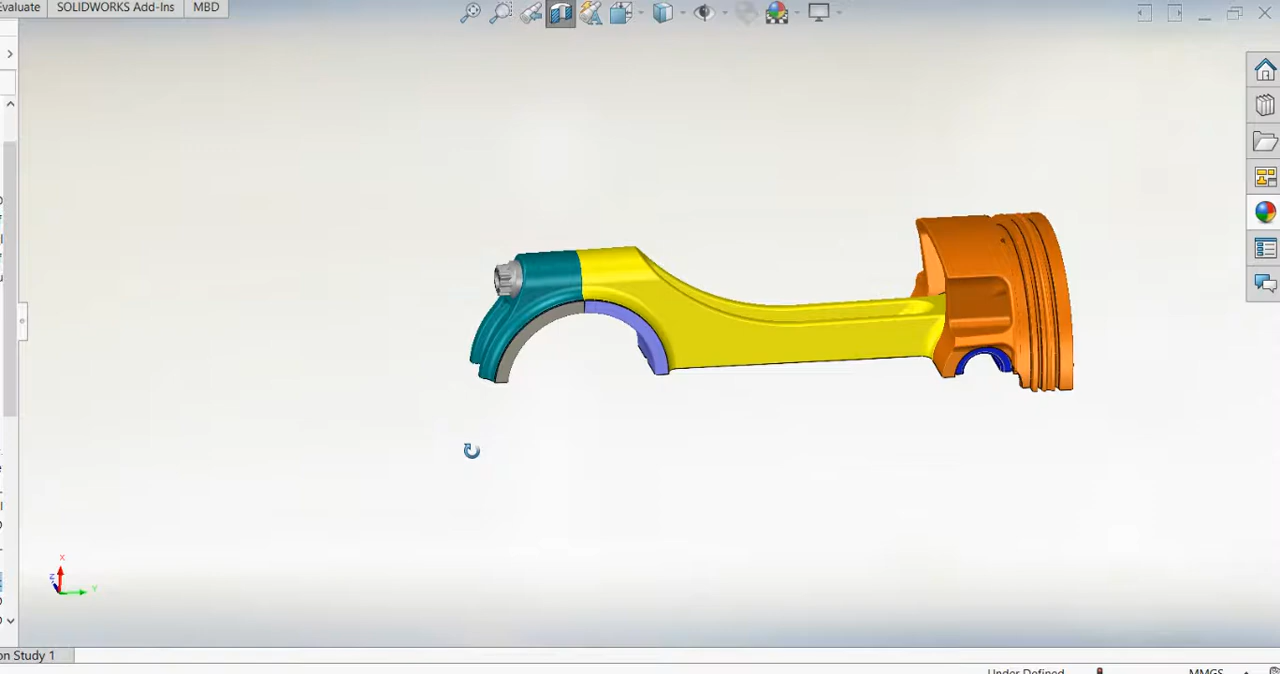 Evaluate
SOLIDWORKS Add-Ins
MBD
X
Z
Y
on Study 1
Under Defined
MMGS